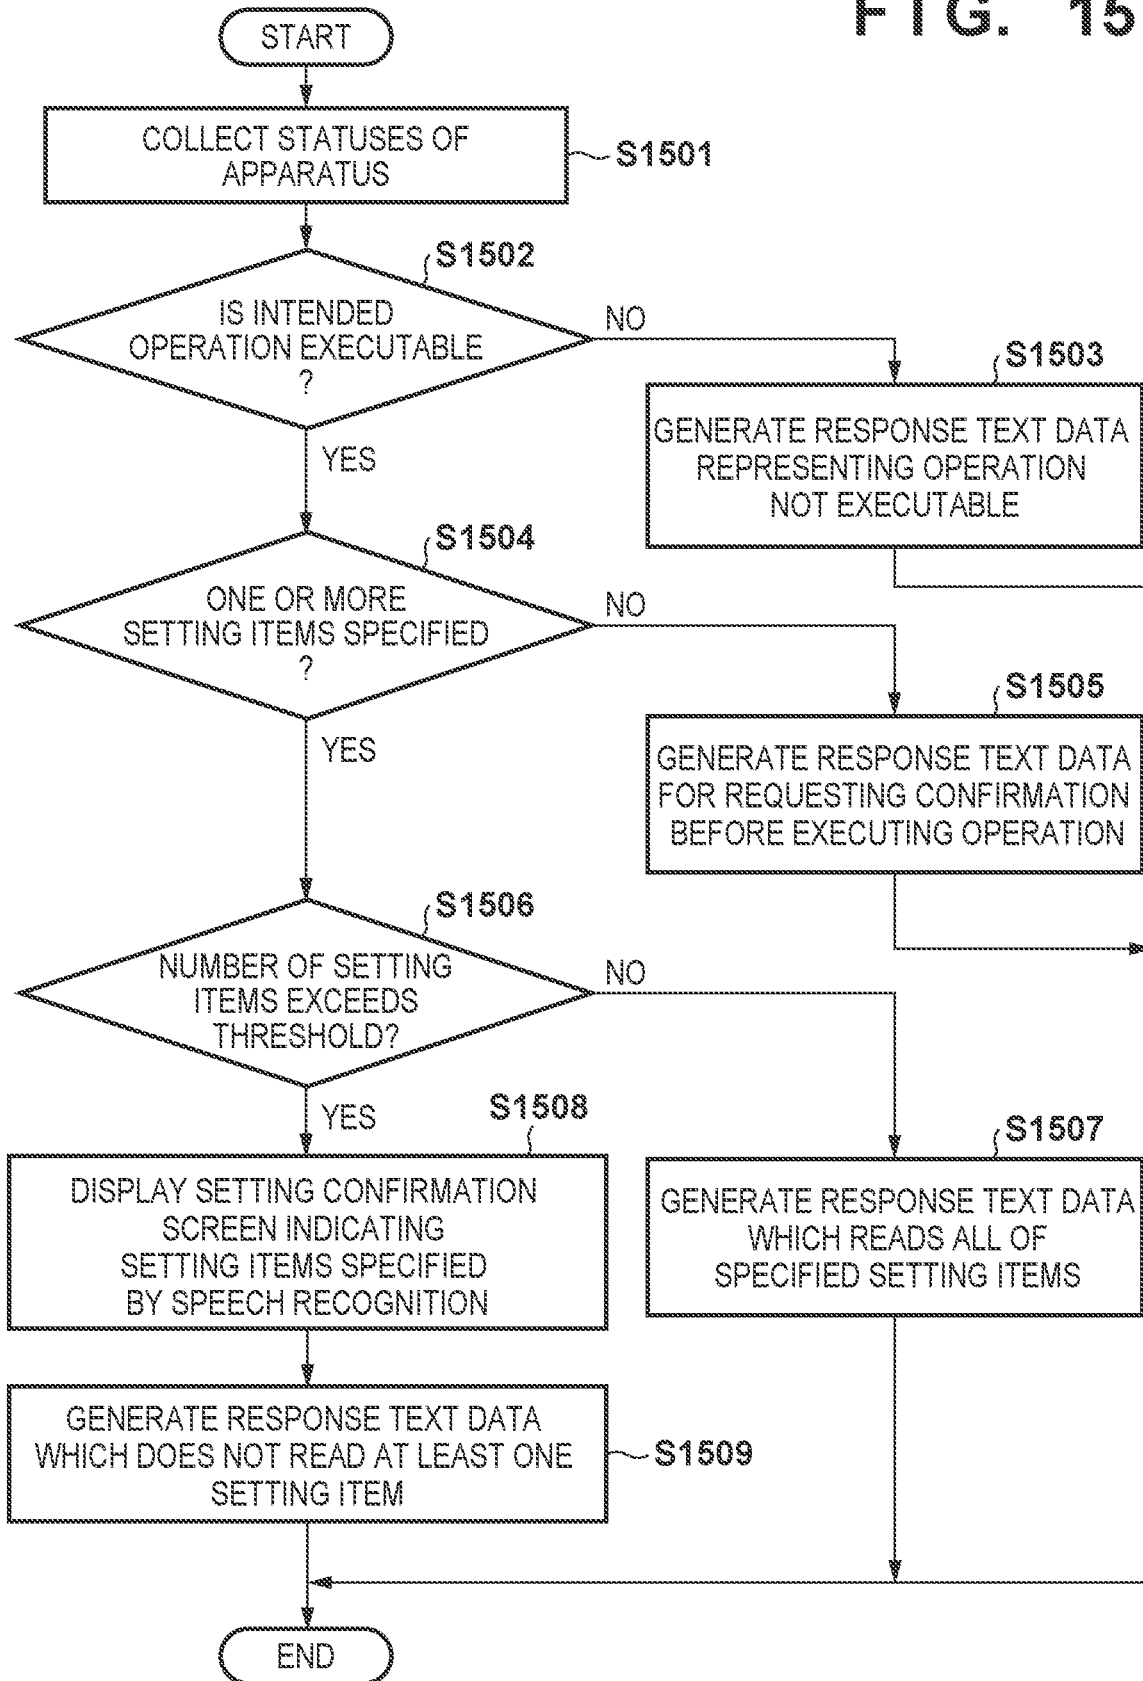 FIG. 15
START
COLLECT STATUSES OF
APPARATUS
S1501
S1502
IS INTENDED
OPERATION EXECUTABLE
?
NO
YES
S1503
GENERATE RESPONSE TEXT DATA
REPRESENTING OPERATION
NOT EXECUTABLE
S1504
ONE OR MORE
SETTING ITEMS SPECIFIED
?
NO
YES
S1505
GENERATE RESPONSE TEXT DATA
FOR REQUESTING CONFIRMATION
BEFORE EXECUTING OPERATION
S1506
NUMBER OF SETTING
ITEMS EXCEEDS
THRESHOLD?
NO
YES
S1508
DISPLAY SETTING CONFIRMATION
SCREEN INDICATING
SETTING ITEMS SPECIFIED
BY SPEECH RECOGNITION
S1507
GENERATE RESPONSE TEXT DATA
WHICH READS ALL OF
SPECIFIED SETTING ITEMS
GENERATE RESPONSE TEXT DATA
WHICH DOES NOT READ AT LEAST ONE
SETTING ITEM
S1509
END